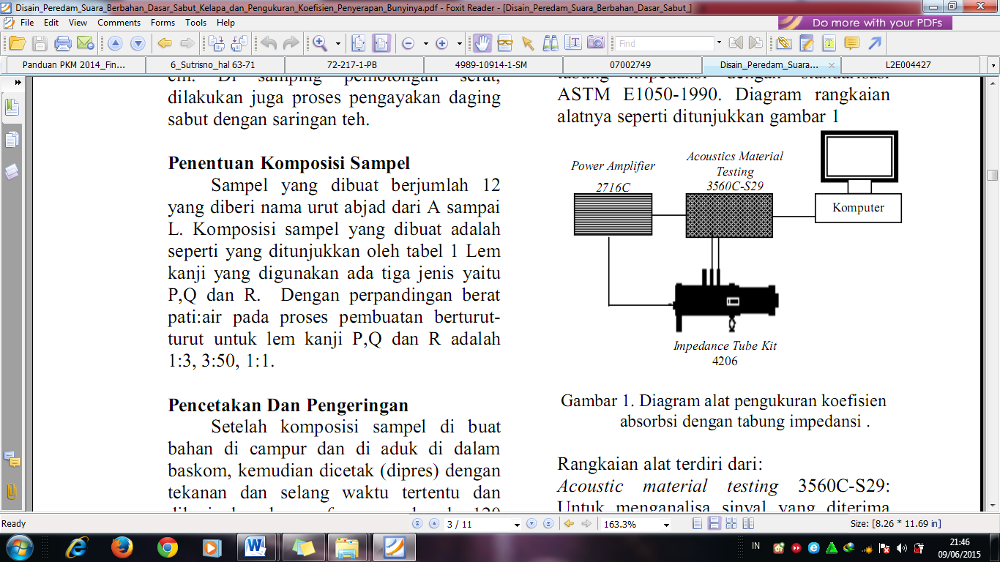 Disain_Peredam_Suara_Berbahan_Dasar_Sabut_Kelapa_dan_Pengukuran_Koefisien_Penyerapan_Bunyinya.pdf - Foxit Reader - [Disain_Peredam_Suara_Berbahan_Dasar_Sabut_]
File Edit View Comments Forms Tools Help
Do more with your PDFs
Find
Panduan PKM 2014_Fin... 6_Sutrisno_hal 63-71 72-217-1-PB 4989-10914-1-SM 07002749 Disain_Peredam_Suara... L2E004427
cm. Di samping pemotongan serat,
dilakukan juga proses pengayakan daging
sabut dengan saringan teh.
Penentuan Komposisi Sampel
Sampel yang dibuat berjumlah 12
yang diberi nama urut abjad dari A sampai
L. Komposisi sampel yang dibuat adalah
seperti yang ditunjukkan oleh tabel 1 Lem
kanji yang digunakan ada tiga jenis yaitu
P,Q dan R. Dengan perpandingan berat
pati:air pada proses pembuatan berturut-
turut untuk lem kanji P,Q dan R adalah
1:3, 3:50, 1:1.
Pencetakan Dan Pengeringan
Setelah komposisi sampel di buat
bahan di campur dan di aduk di dalam
baskom, kemudian dicetak (dipres) dengan
tekanan dan selang waktu tertentu dan
tabung impedansi dengan standarisasi
ASTM E1050-1990. Diagram rangkaian
alatnya seperti ditunjukkan gambar 1
Power Amplifier
2716C
Acoustics Material
Testing
3560C-S29
Komputer
Impedance Tube Kit
4206
Gambar 1. Diagram alat pengukuran koefisien
absorbsi dengan tabung impedansi .
Rangkaian alat terdiri dari:
Acoustic material testing 3560C-S29:
Untuk menganalisa sinyal yang diterima
Ready
3 / 11
163.3%
Size: [8.26 * 11.69 in]
IN
21:46
09/06/2015